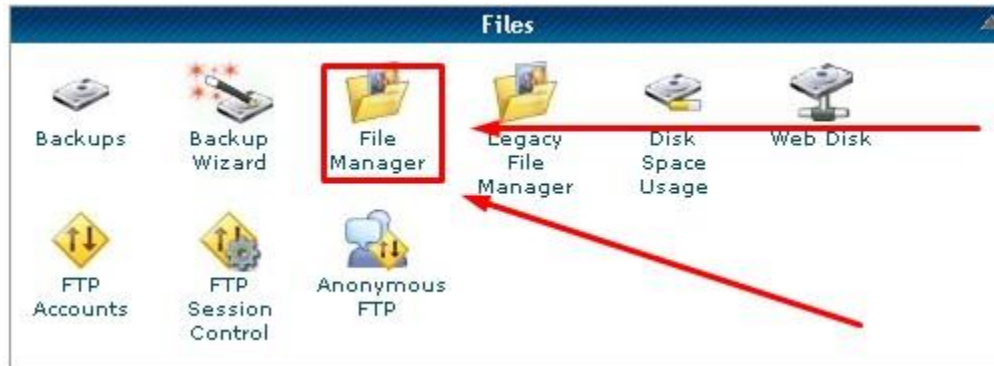 Files
Backups
Backup
Wizard
File
Manager
Legacy
File
Manager
Disk
Space
Usage
Web Disk
FTP
Accounts
FTP
Session
Control
Anonymous
FTP